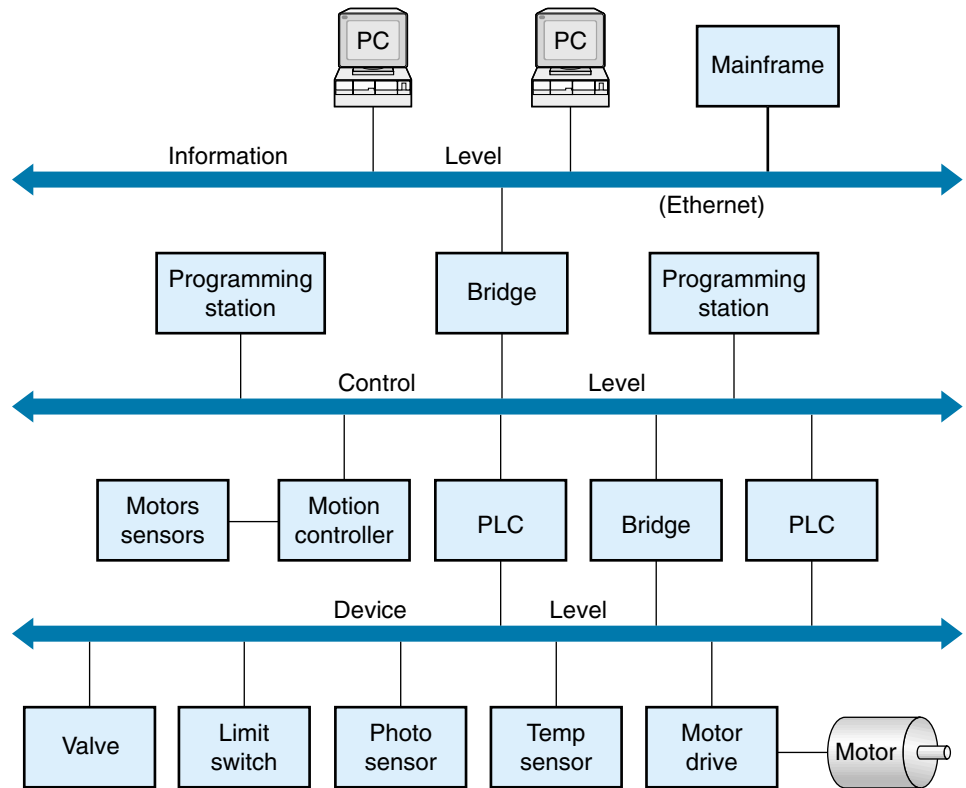 PC
PC
Mainframe
Information Level
(Ethernet)
Programming
station
Bridge
Programming
station
Control Level
Motors
sensors
Motion
controller
PLC
Bridge
PLC
Device Level
Valve
Limit
switch
Photo
sensor
Temp
sensor
Motor
drive
Motor